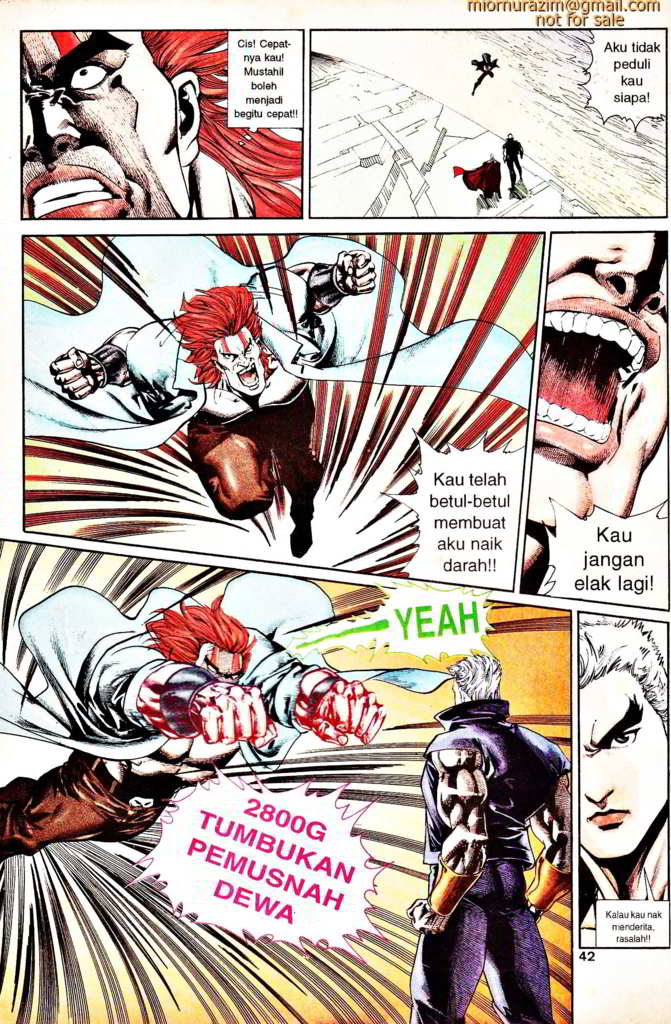 miornurazim@gmail.com
not for sale
Cis! Cepat-
nya kau!
Mustahil
boleh
menjadi
begitu cepat!!
Aku tidak
peduli
kau
siapa!
Kau telah
betul-betul
membuat
aku naik
darah!!
Kau
jangan
elak lagi!
YEAH
2800G
TUMBUKAN
PEMUSNAH
DEWA
Kalau kau nak
menderita,
rasalah!!
42